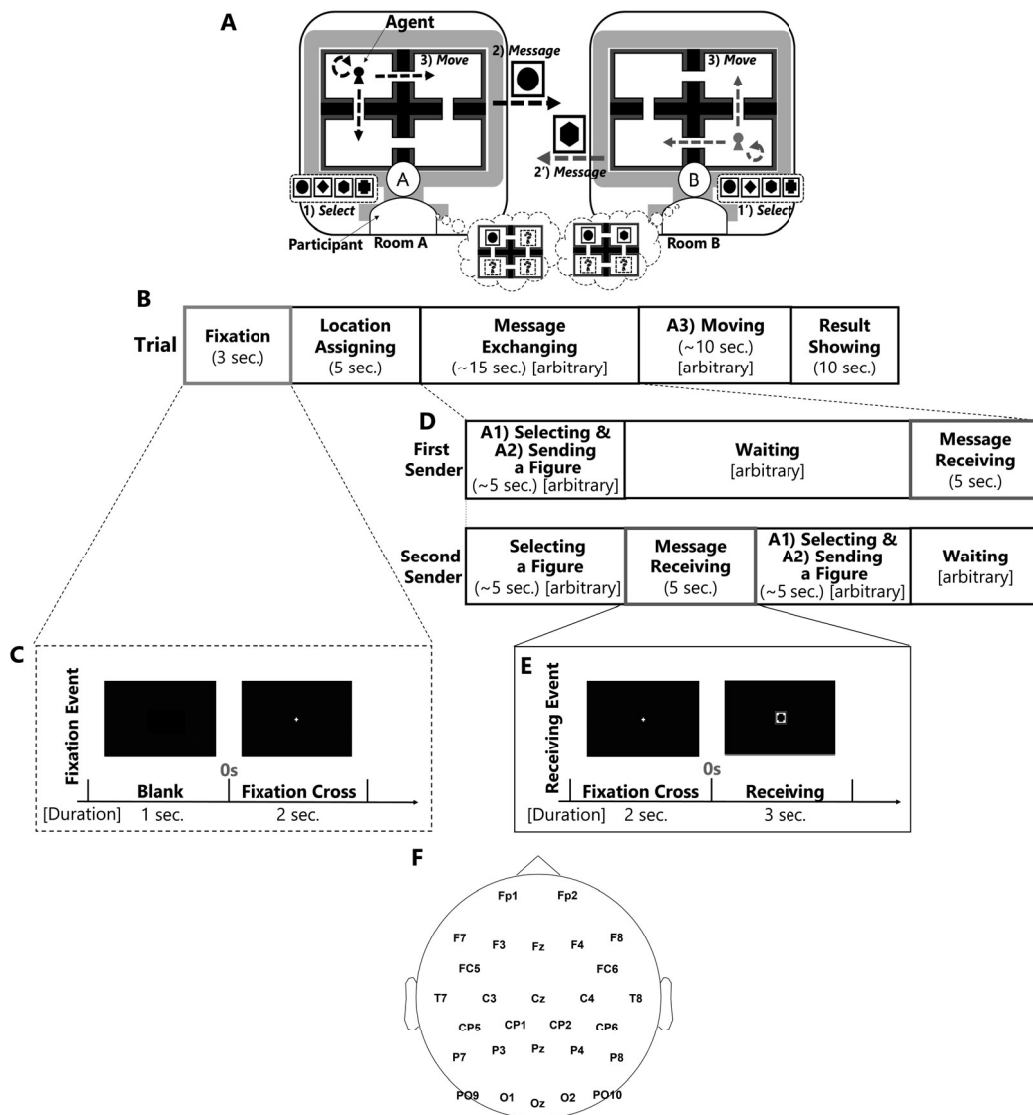 A
Agent
3) Move
2) Message
3) Move
2') Message
A
B
1) Select
1') Select
Participant
Room A
Room B
?
? ?
? ?
B
Trial
Fixation
(3 sec.)
Location
Assigning
(5 sec.)
Message
Exchanging
(~15 sec.) [arbitrary]
A3) Moving
(~10 sec.)
[arbitrary]
Result
Showing
(10 sec.)
D
First
Sender
A1) Selecting &
A2) Sending
a Figure
(~5 sec.) [arbitrary]
Waiting
[arbitrary]
Message
Receiving
(5 sec.)
Second
Sender
Selecting
a Figure
(~5 sec.) [arbitrary]
Message
Receiving
(5 sec.)
A1) Selecting &
A2) Sending
a Figure
(~5 sec.) [arbitrary]
Waiting
[arbitrary]
C
Fixation Event
0s
Blank
Fixation Cross
[Duration] 1 sec. 2 sec.
E
Receiving Event
0s
Fixation Cross
Receiving
[Duration] 2 sec. 3 sec.
F
Fp1 Fp2
F7 F3 Fz F4 F8
FC5 FC6
T7 C3 Cz C4 T8
CP5 CP1 CP2 CP6
P7 P3 Pz P4 P8
PO9 O1 Oz O2 PO10